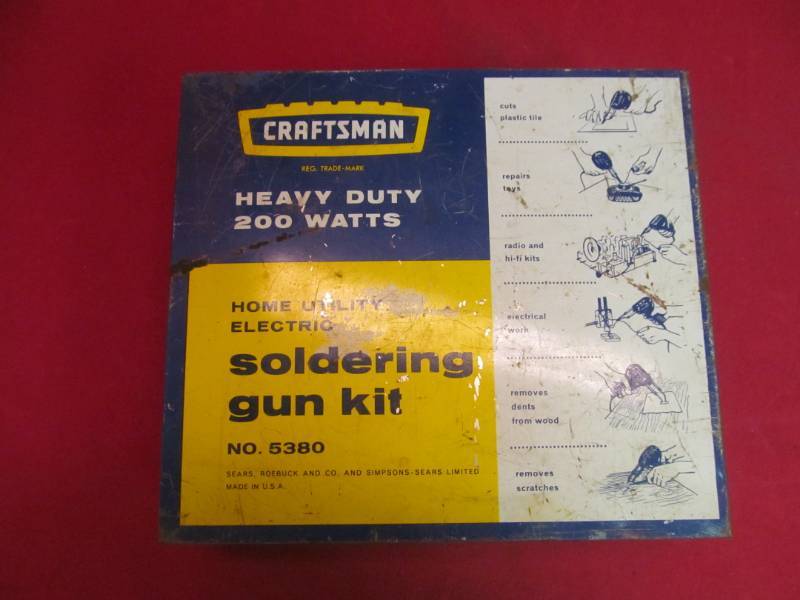 CRAFTSMAN
REG. TRADE-MARK
HEAVY DUTY
200 WATTS
HOME UTILITY
ELECTRIC
soldering
gun kit
NO. 5380
SEARS, ROEBUCK AND CO. AND SIMPSONS-SEARS LIMITED
MADE IN U.S.A.
cuts
plastic tile
repairs
toys
radio and
hi-fi kits
electrical
work
removes
dents
from wood
removes
scratches